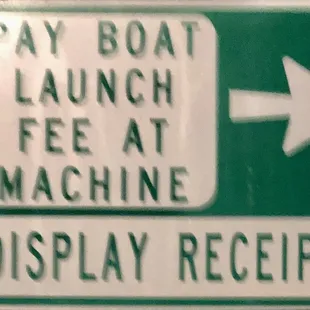 PAY BOAT
LAUNCH
FEE AT
MACHINE
DISPLAY RECEIP